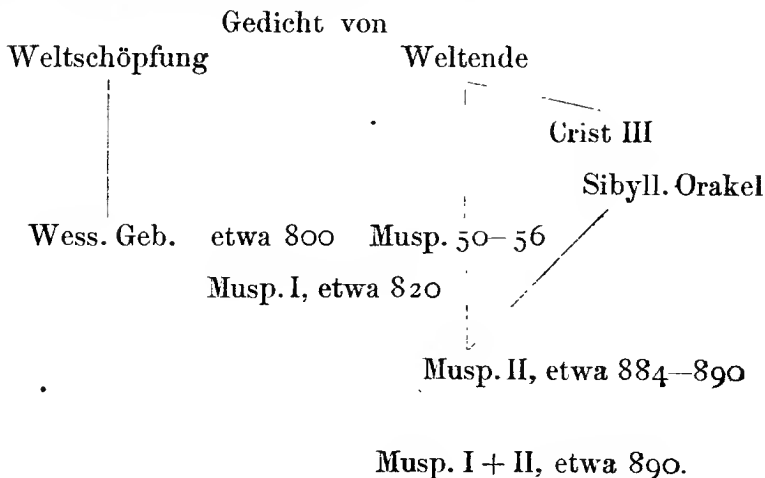 Gedicht von
Weltschöpfung Weltende
Crist III
Sibyll. Orakel
Wess. Geb. etwa 800 Musp. 50–56
Musp. I, etwa 820
Musp. II, etwa 884—890
Musp. I + II, etwa 890.